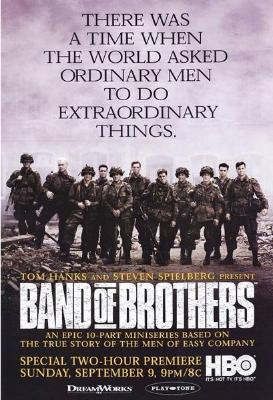 THERE WAS
A TIME WHEN
THE WORLD ASKED
ORDINARY MEN
TO DO
EXTRAORDINARY
THINGS.
TOM HANKS AND STEVEN SPIELBERG PRESENT
BAND OF BROTHERS
AN EPIC 10-PART MINISERIES BASED ON
THE TRUE STORY OF THE MEN OF EASY COMPANY
SPECIAL TWO-HOUR PREMIERE
SUNDAY, SEPTEMBER 9, 9PM/8C
HBO
IT'S NOT TV. IT'S HBO.
DREAMWORKS
PLAY-TONE